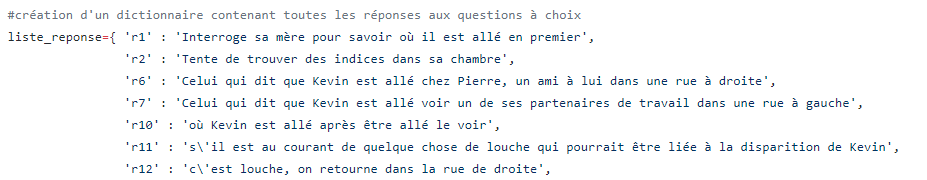 #création d'un dictionnaire contenant toutes les réponses aux questions à choix
liste_reponse={ 'r1' : 'Interroge sa mère pour savoir où il est allé en premier',
'r2' : 'Tente de trouver des indices dans sa chambre',
'r6' : 'Celui qui dit que Kevin est allé chez Pierre, un ami à lui dans une rue à droite',
'r7' : 'Celui qui dit que Kevin est allé voir un de ses partenaires de travail dans une rue à gauche',
'r10' : 'où Kevin est allé après être allé le voir',
'r11' : 's\'il est au courant de quelque chose de louche qui pourrait être liée à la disparition de Kevin',
'r12' : 'c\'est louche, on retourne dans la rue de droite',